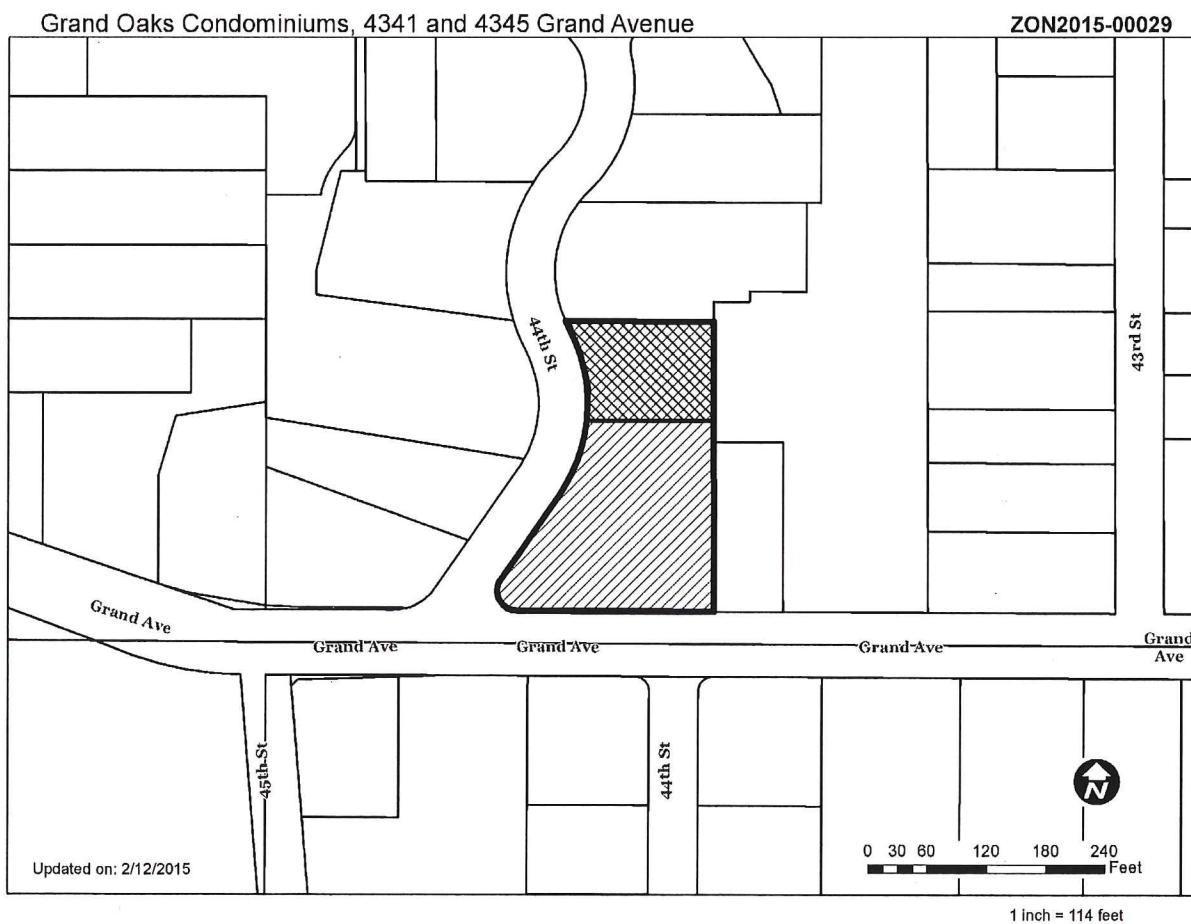 Grand Oaks Condominiums, 4341 and 4345 Grand Avenue
ZON2015-00029
44th St
43rd St
Grand Ave
Grand Ave
Grand Ave
Grand Ave
Grand
Ave
45th St
44th St
N
Updated on: 2/12/2015
0 30 60 120 180 240
Feet
1 inch = 114 feet